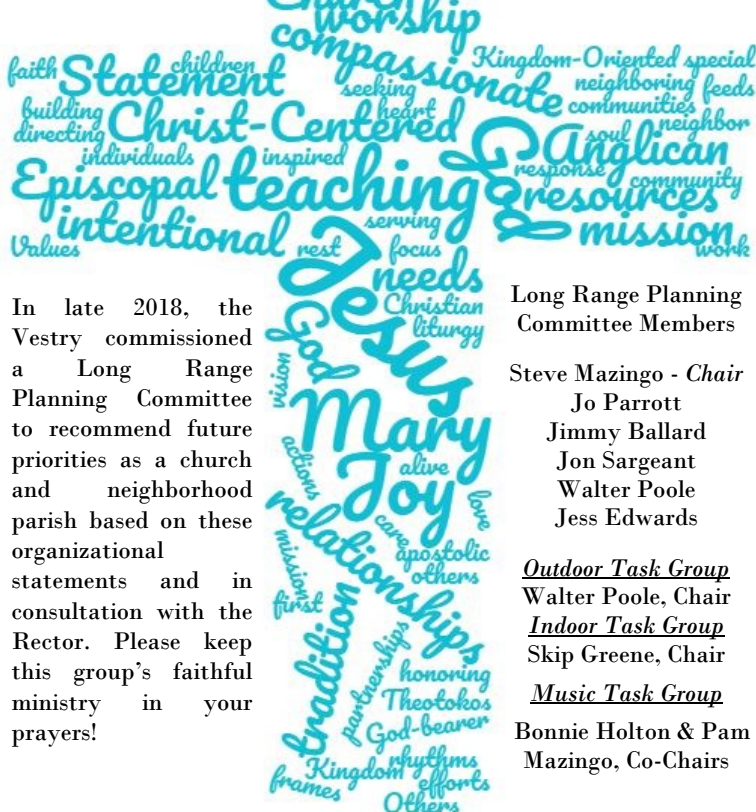 Church
worship
compassionate
Kingdom-Oriented special
faith Statement children
seeking
neighboring feeds
building
heart
communities
directing Christ-Centered
God
soul
neighbor
Anglican
individuals
inspired
response
community
Episcopal teaching
resources
intentional
serving
mission
Values
rest
focus
work
Jesus
needs
Christian
liturgy
God
vision
Mary
Joy
alive
actions
love
relationships
care
apostolic
others
mission
first
tradition
partnerships
honoring
Theotokos
God-bearer
rhythms
Kingdom
efforts
frames
Others
In late 2018, the
Vestry commissioned
a Long Range
Planning Committee
to recommend future
priorities as a church
and neighborhood
parish based on these
organizational
statements and in
consultation with the
Rector. Please keep
this group's faithful
ministry in your
prayers!
Long Range Planning
Committee Members
Steve Mazingo - Chair
Jo Parrott
Jimmy Ballard
Jon Sargeant
Walter Poole
Jess Edwards
Outdoor Task Group
Walter Poole, Chair
Indoor Task Group
Skip Greene, Chair
Music Task Group
Bonnie Holton & Pam
Mazingo, Co-Chairs